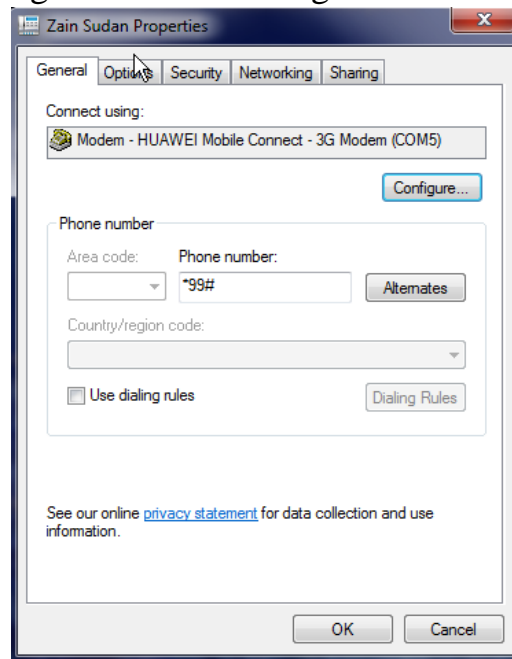 Zain Sudan Properties
General Options Security Networking Sharing
Connect using:
Modem - HUAWEI Mobile Connect - 3G Modem (COM5)
Configure...
Phone number
Area code: Phone number:
*99# Alternates
Country/region code:
Use dialing rules Dialing Rules
See our online privacy statement for data collection and use
information.
OK Cancel